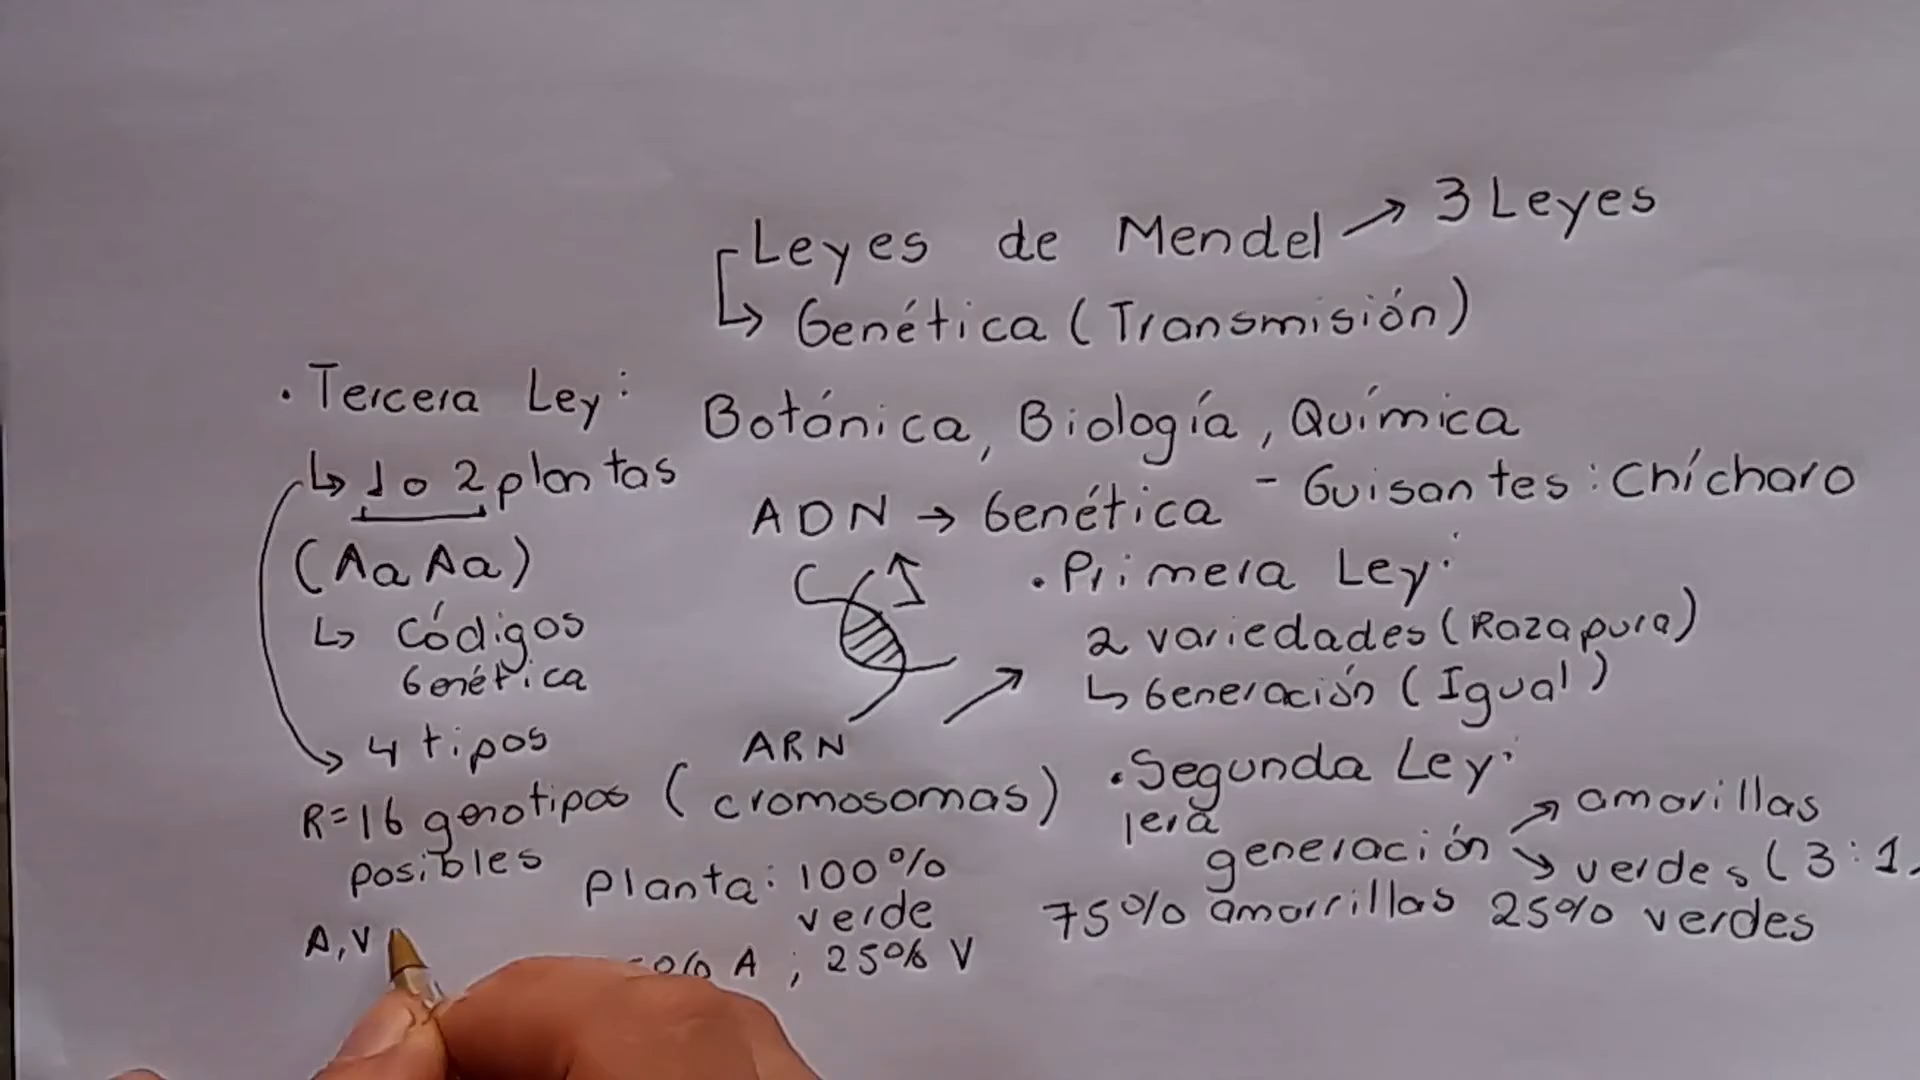 Leyes de Mendel → 3 Leyes
↳ Genética (Transmisión)
Botánica, Biología, Química
ADN → Genética
- Guisantes: Chícharo
• Primera Ley:
2 variedades (Raza pura)
↳ Generación (Igual)
ARN
(cromosomas)
• Segunda Ley:
1era
generación ↗ amarillas
↘ verdes (3:1
75% amarrillas 25% verdes
• Tercera Ley:
↳ 1 o 2 plantas
(Aa Aa)
↳ Códigos
Genética
→ 4 tipos
R=16 genotipos
posibles
A, V
Planta: 100%
verde
% A ; 25% V